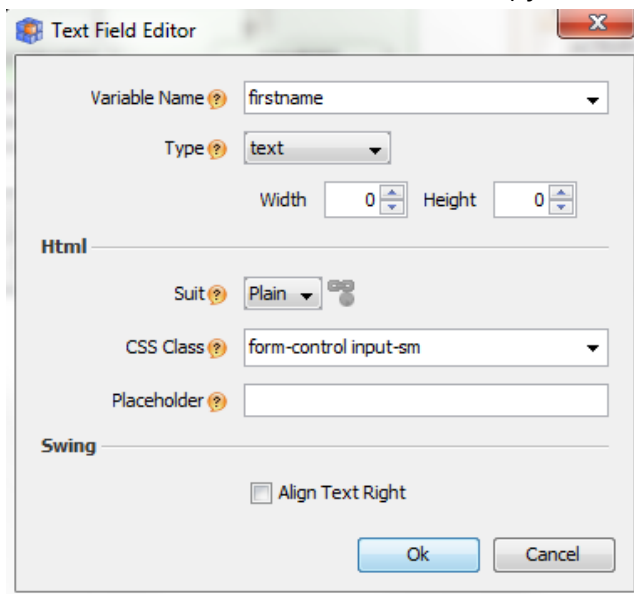 Text Field Editor
Variable Name firstname
Type text
Width 0 Height 0
Html
Suit Plain
CSS Class form-control input-sm
Placeholder
Swing
Align Text Right
Ok Cancel